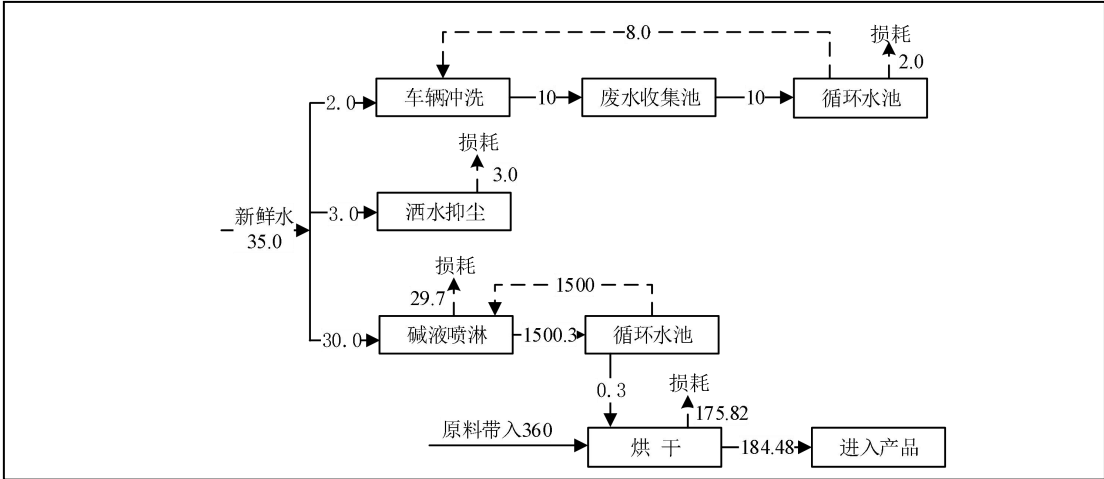 8.0
损耗
2.0
2.0
车辆冲洗
10
废水收集池
10
循环水池
损耗
3.0
新鲜水
35.0
3.0
洒水抑尘
损耗
29.7
1500
30.0
碱液喷淋
1500.3
循环水池
0.3
损耗
175.82
原料带入360
烘 干
184.48
进入产品